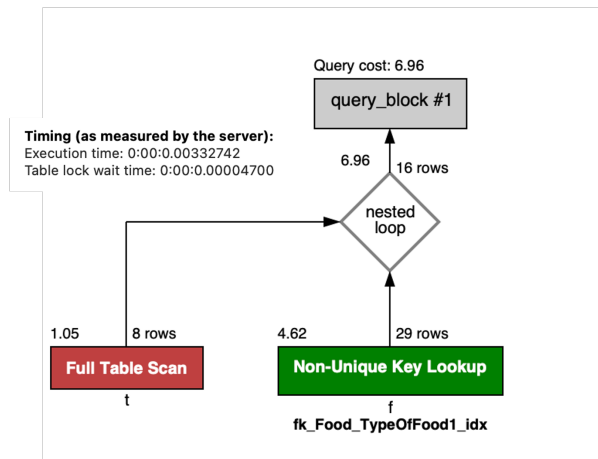 Query cost: 6.96
query_block #1
Timing (as measured by the server):
Execution time: 0:00:0.00332742
Table lock wait time: 0:00:0.00004700
6.96
16 rows
nested
loop
1.05
8 rows
4.62
29 rows
Full Table Scan
Non-Unique Key Lookup
t
f
fk_Food_TypeOfFood1_idx